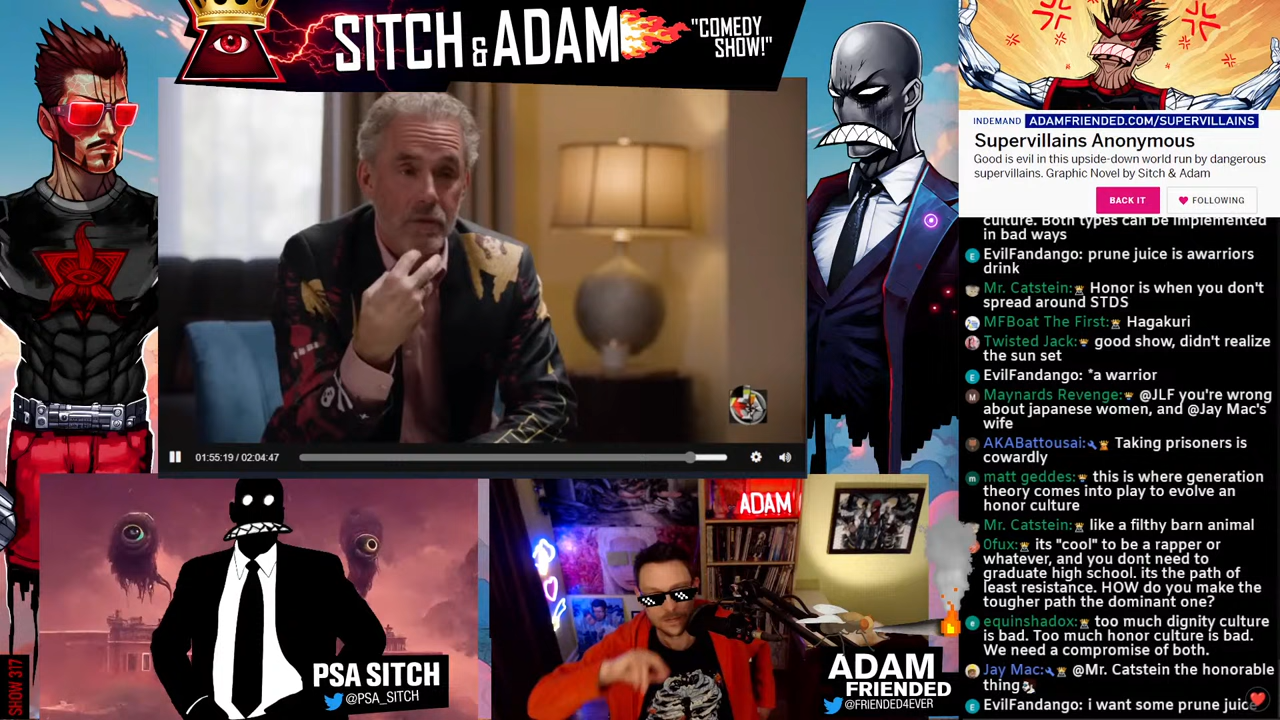 SITCH & ADAM
"COMEDY
SHOW!"
INDEMAND ADAMFRIENDED.COM/SUPERVILLAINS
Supervillains Anonymous
Good is evil in this upside-down world run by dangerous
supervillains. Graphic Novel by Sitch & Adam
BACK IT
FOLLOWING
culture. Both types can be implemented
in bad ways
EvilFandango: prune juice is awarriors
drink
Mr. Catstein: Honor is when you don't
spread around STDS
MFBoat The First: Hagakuri
Twisted Jack: good show, didn't realize
the sun set
EvilFandango: *a warrior
Maynards Revenge: @JLF you're wrong
about japanese women, and @Jay Mac's
wife
AKABattousai: Taking prisoners is
cowardly
matt geddes: this is where generation
theory comes into play to evolve an
honor culture
Mr. Catstein: like a filthy barn animal
0fux: its "cool" to be a rapper or
whatever, and you dont need to
graduate high school. its the path of
least resistance. HOW do you make the
tougher path the dominant one?
equinshadox: too much dignity culture
is bad. Too much honor culture is bad.
We need a compromise of both.
Jay Mac: @Mr. Catstein the honorable
thing
EvilFandango: i want some prune juice
01:55:19 / 02:04:47
ADAM
PSA SITCH
@PSA_SITCH
ADAM
FRIENDED
@FRIENDED4EVER
SHOW 317